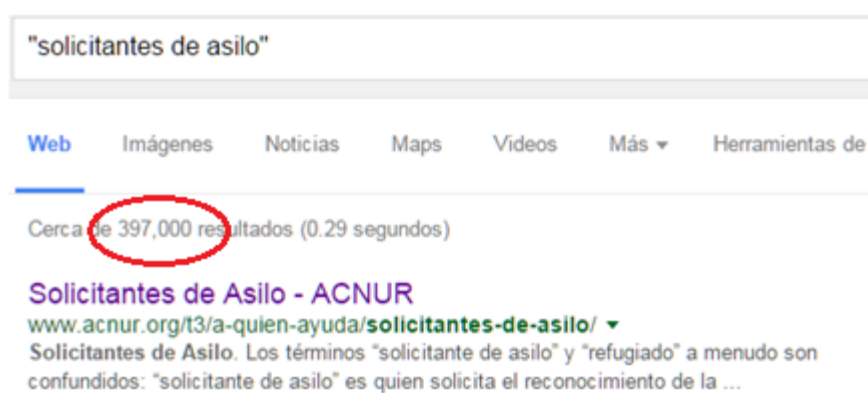 "solicitantes de asilo"
Web Imágenes Noticias Maps Videos Más Herramientas de
Cerca de 397,000 resultados (0.29 segundos)
Solicitantes de Asilo - ACNUR
www.acnur.org/t3/a-quien-ayuda/solicitantes-de-asilo/
Solicitantes de Asilo. Los términos “solicitante de asilo” y “refugiado” a menudo son
confundidos: “solicitante de asilo” es quien solicita el reconocimiento de la ...